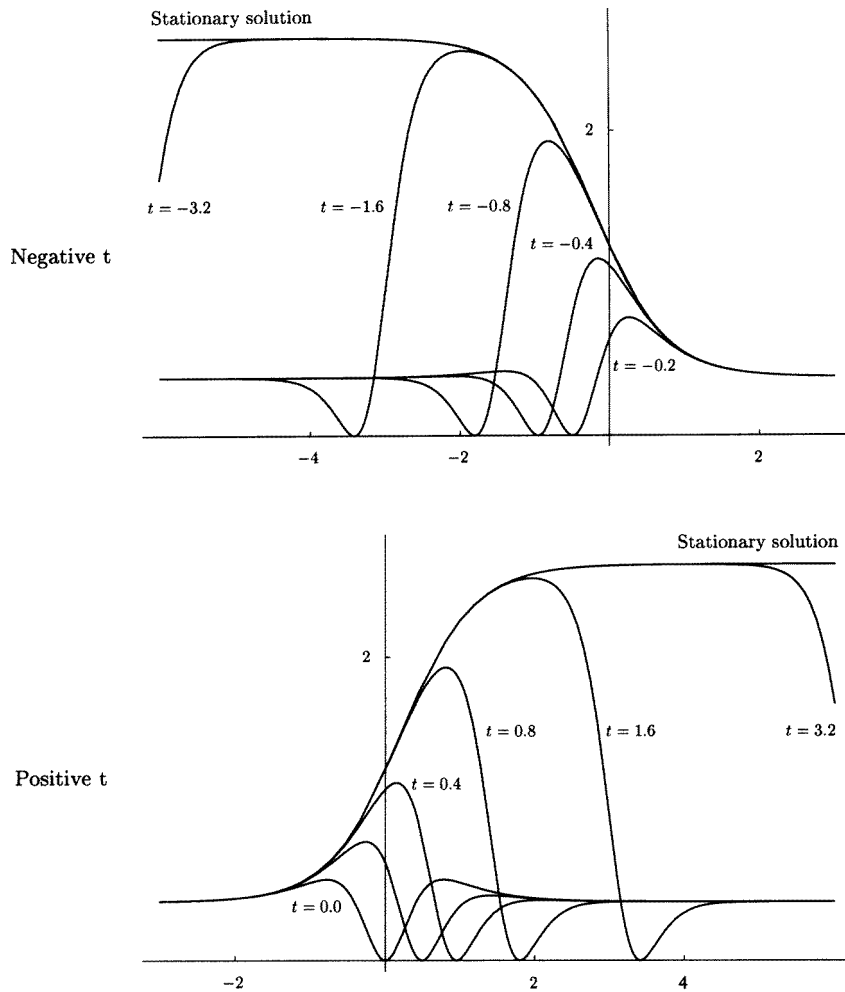 Stationary solution
2
t = −3.2
t = −1.6
t = −0.8
t = −0.4
Negative t
t = −0.2
−4
−2
2
Stationary solution
2
t = 0.8
t = 1.6
t = 3.2
Positive t
t = 0.4
t = 0.0
−2
2
4